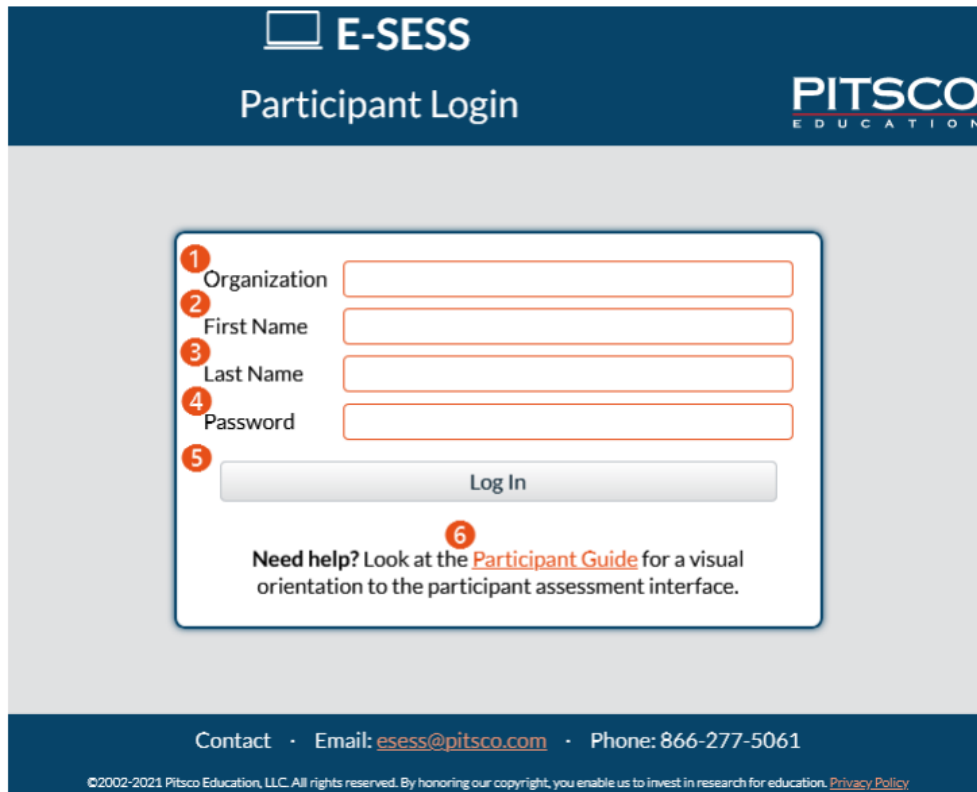 E-SESS
Participant Login
PITSCO
EDUCATION
1
Organization
2
First Name
3
Last Name
4
Password
5
Log In
6
Need help? Look at the Participant Guide for a visual
orientation to the participant assessment interface.
Contact · Email: esess@pitsco.com · Phone: 866-277-5061
©2002-2021 Pitsco Education, LLC. All rights reserved. By honoring our copyright, you enable us to invest in research for education. Privacy Policy